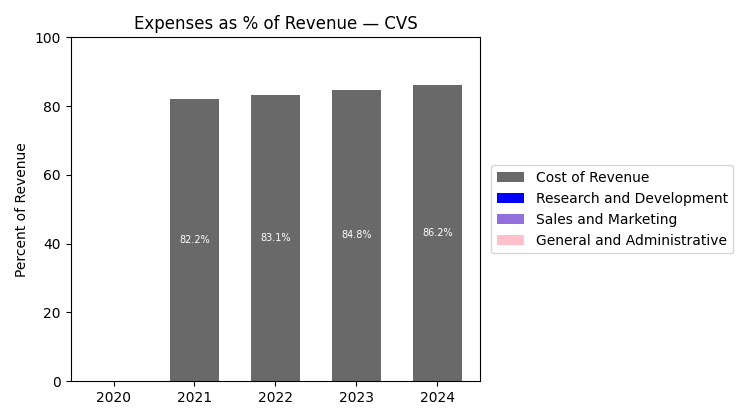 Expenses as % of Revenue — CVS
Percent of Revenue
100
80
60
40
20
0
82.2%
83.1%
84.8%
86.2%
2020
2021
2022
2023
2024
Cost of Revenue
Research and Development
Sales and Marketing
General and Administrative